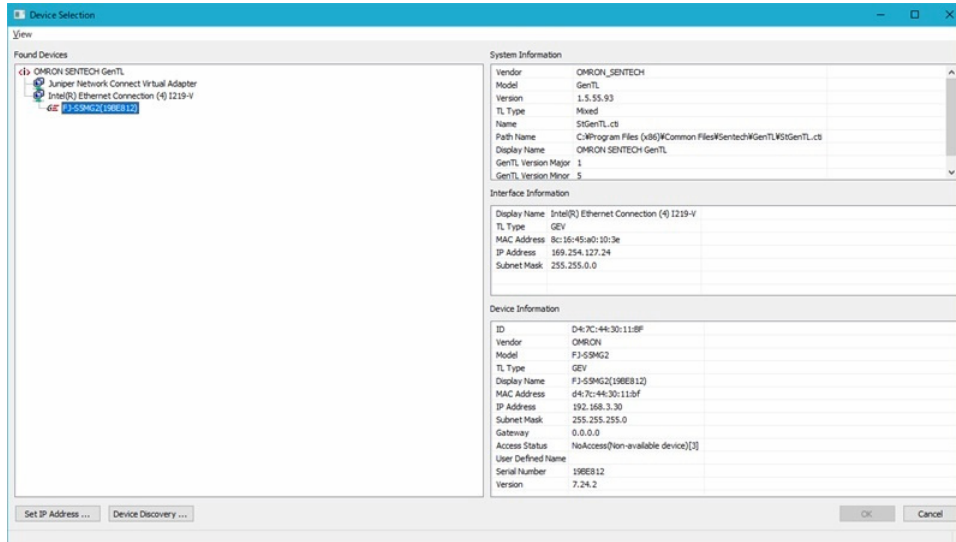 Device Selection
View
Found Devices
OMRON SENTECH GenTL
Juniper Network Connect Virtual Adapter
Intel(R) Ethernet Connection (4) I219-V
GE FJ-S5MG2(19BE812)
System Information
Vendor OMRON_SENTECH
Model GenTL
Version 1.5.55.93
TL Type Mixed
Name StGenTL.cti
Path Name C:¥Program Files (x86)¥Common Files¥Sentech¥GenTL¥StGenTL.cti
Display Name OMRON SENTECH GenTL
GenTL Version Major 1
GenTL Version Minor 5
Interface Information
Display Name Intel(R) Ethernet Connection (4) I219-V
TL Type GEV
MAC Address 8c:16:45:a0:10:3e
IP Address 169.254.127.24
Subnet Mask 255.255.0.0
Device Information
ID D4:7C:44:30:11:BF
Vendor OMRON
Model FJ-S5MG2
TL Type GEV
Display Name FJ-S5MG2(19BE812)
MAC Address d4:7c:44:30:11:bf
IP Address 192.168.3.30
Subnet Mask 255.255.255.0
Gateway 0.0.0.0
Access Status NoAccess(Non-available device)[3]
User Defined Name
Serial Number 19BE812
Version 7.24.2
Set IP Address ... Device Discovery ... OK Cancel